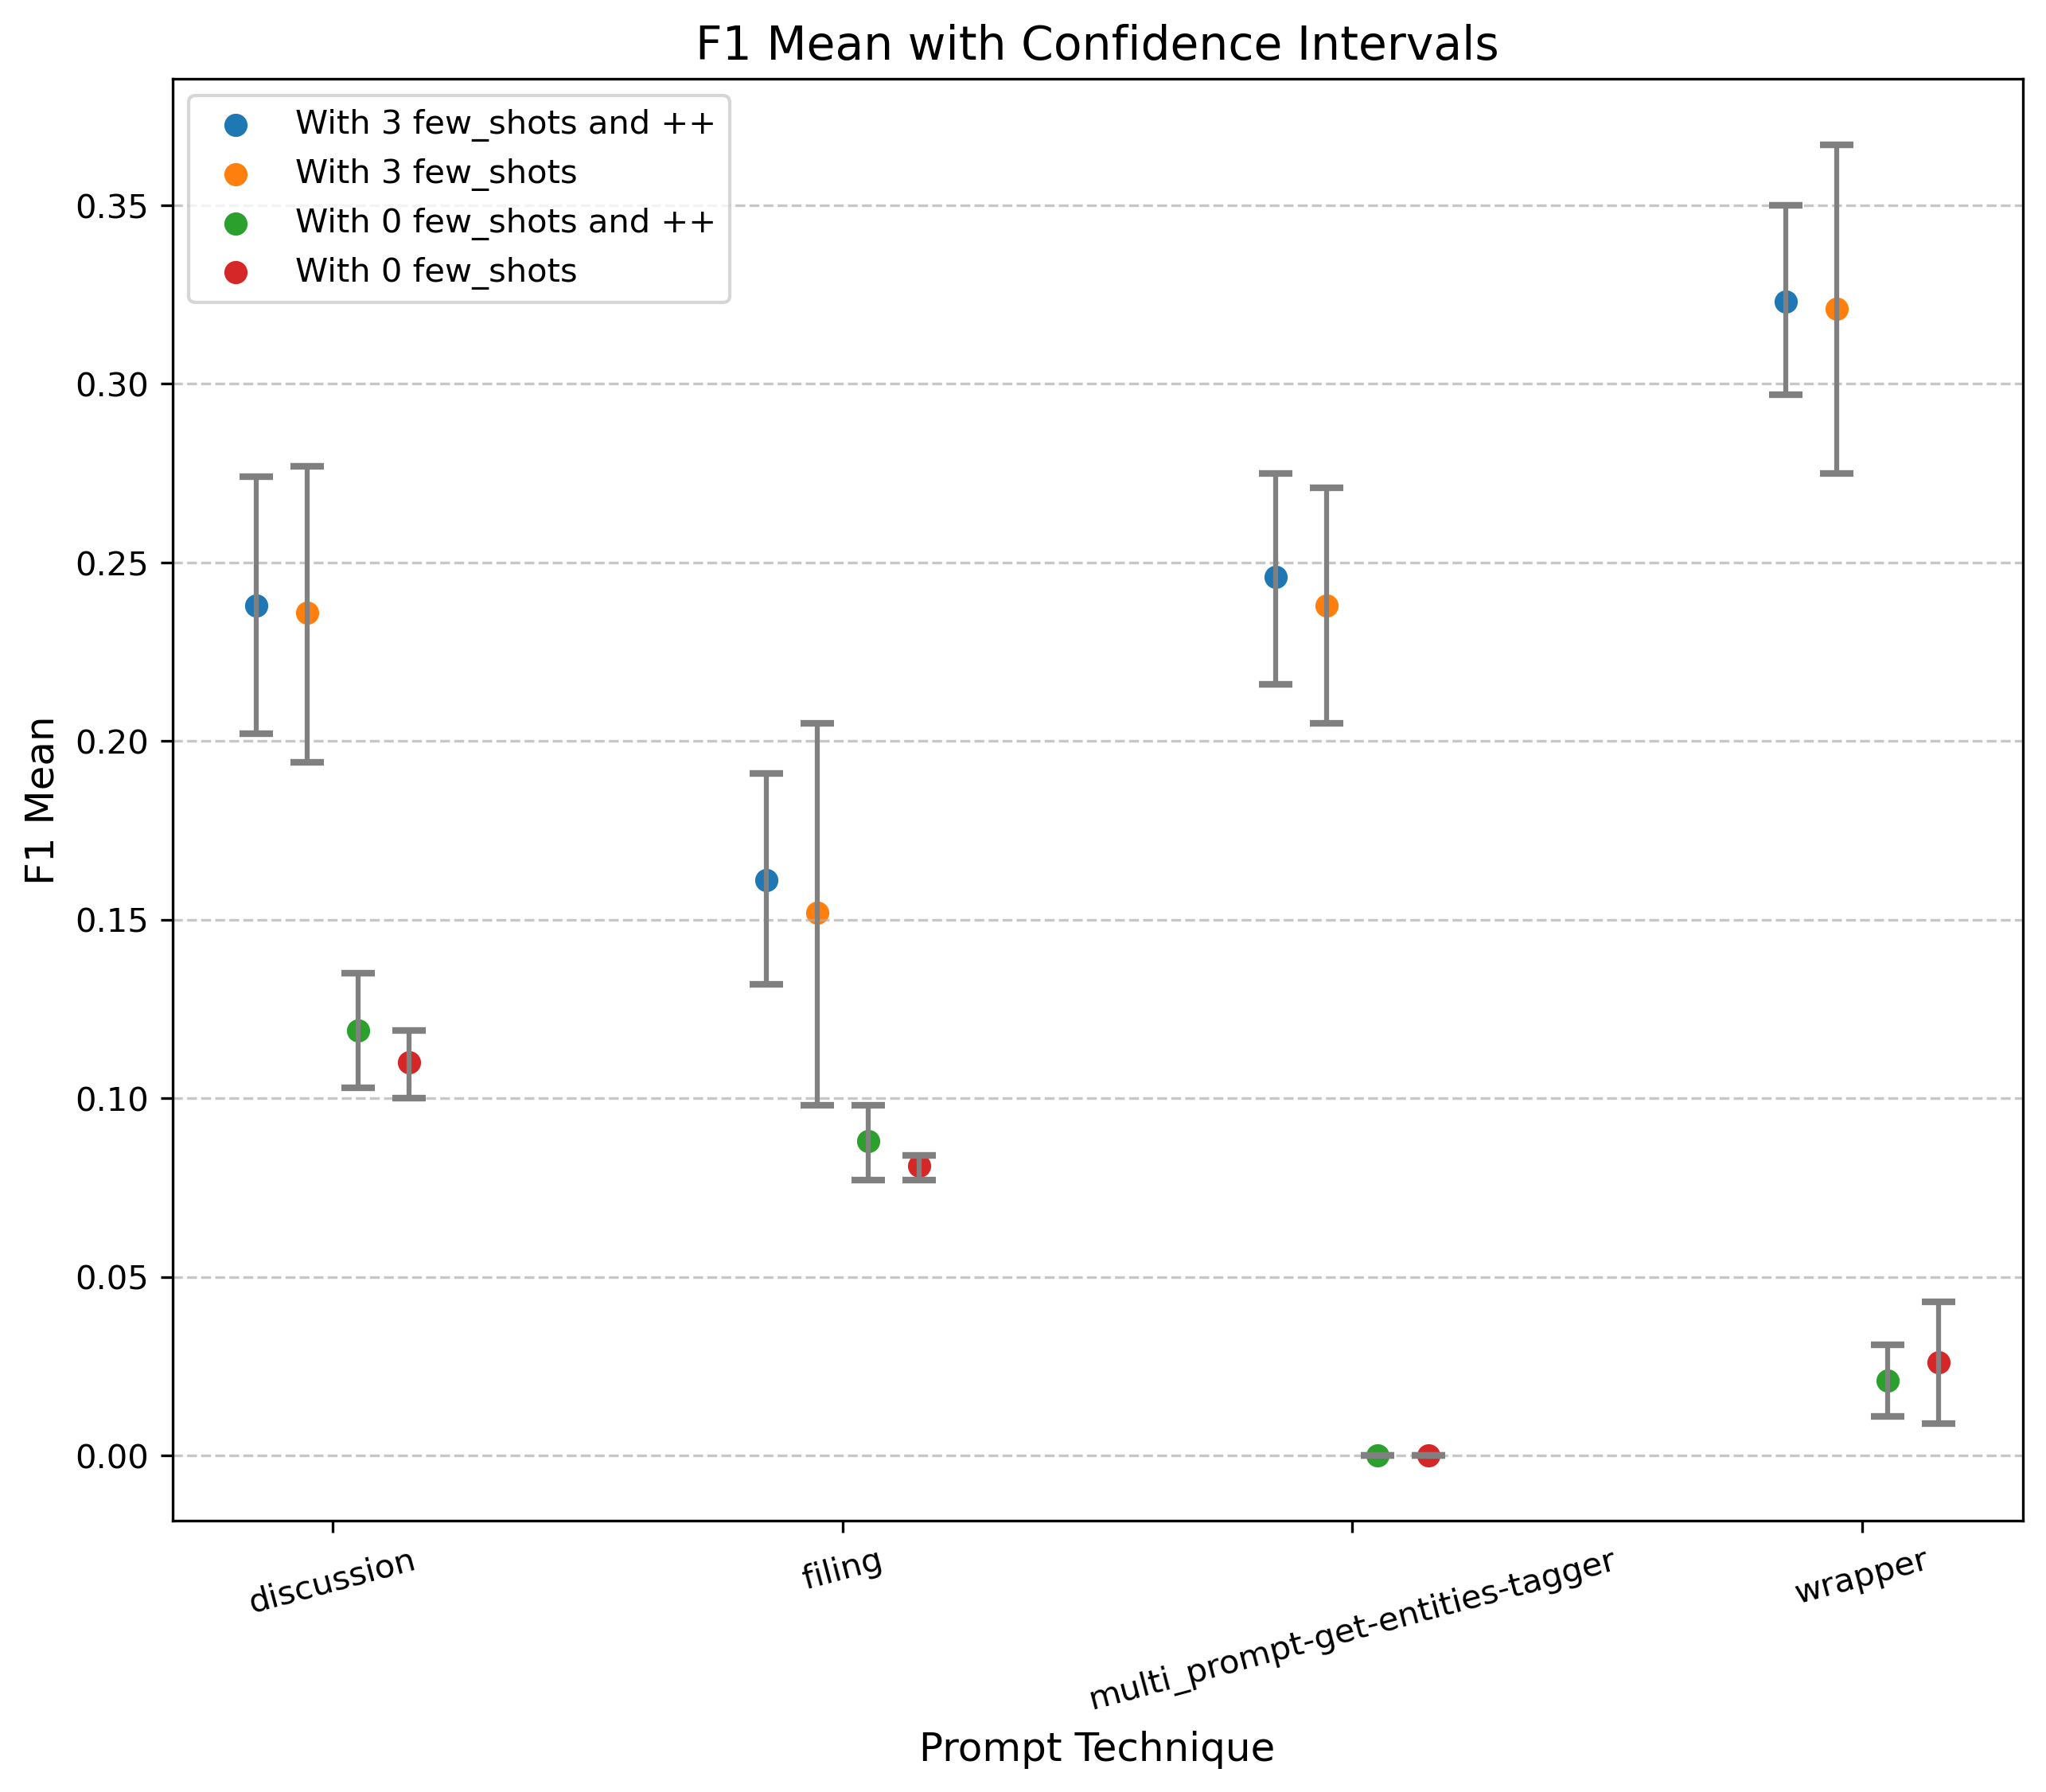 F1 Mean with Confidence Intervals
With 3 few_shots and ++
With 3 few_shots
With 0 few_shots and ++
With 0 few_shots
F1 Mean
0.35
0.30
0.25
0.20
0.15
0.10
0.05
0.00
discussion
filing
multi_prompt-get-entities-tagger
wrapper
Prompt Technique